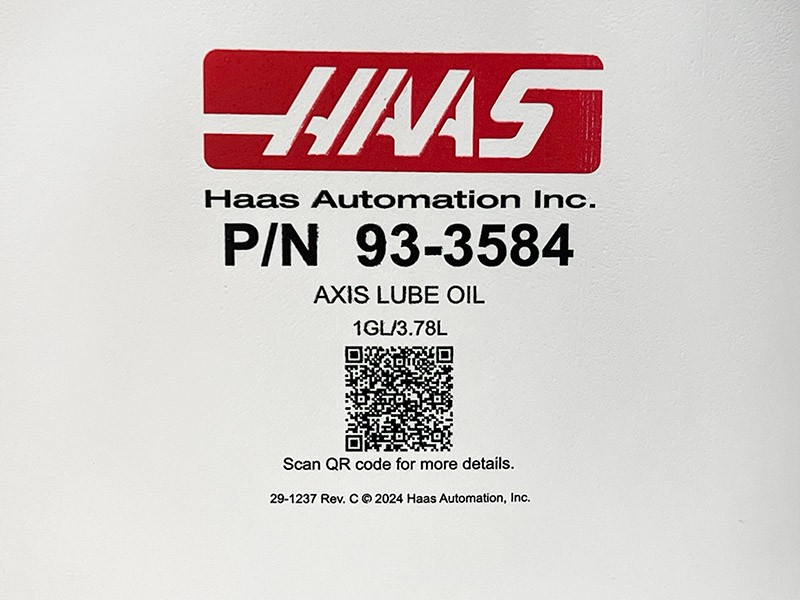 HAAS
Haas Automation Inc.
P/N 93-3584
AXIS LUBE OIL
1GL/3.78L
Scan QR code for more details.
29-1237 Rev. C © 2024 Haas Automation, Inc.